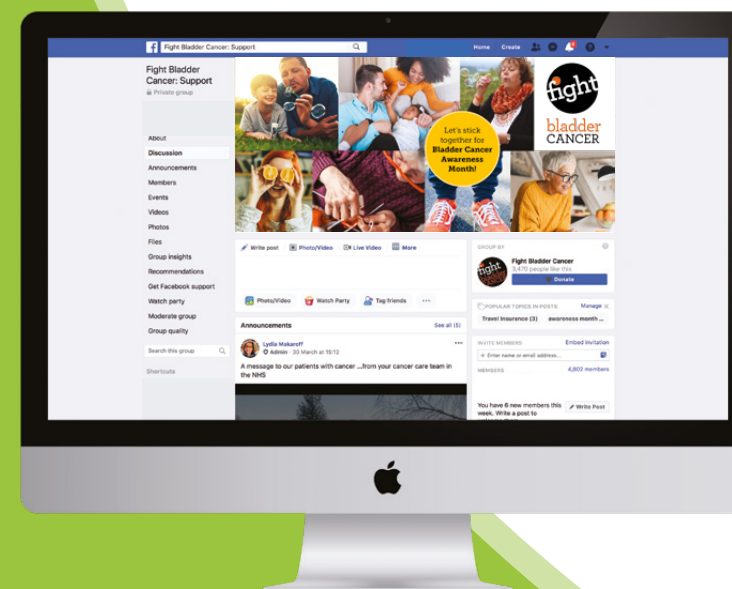 f
Fight Bladder Cancer: Support
Home Create
Fight Bladder
Cancer: Support
Private group
About
Discussion
Announcements
Members
Events
Videos
Photos
Files
Group insights
Recommendations
Get Facebook support
Watch party
Moderate group
Group quality
Search this group
Shortcuts
Let's stick
together for
Bladder Cancer
Awareness
Month!
fight
bladder
CANCER
Write post Photo/Video Live Video More
Photo/Video Watch Party Tag friends ...
Announcements See all (5)
Lydia Makaroff
Admin · 30 March at 15:12
A message to our patients with cancer ...from your cancer care team in
the NHS
GROUP BY
fight
Fight Bladder Cancer
3,470 people like this
Donate
POPULAR TOPICS IN POSTS Manage
Travel Insurance (3) awareness month ...
INVITE MEMBERS Embed Invitation
+ Enter name or email address...
MEMBERS 4,802 members
You have 6 new members this
week. Write a post to
Write Post